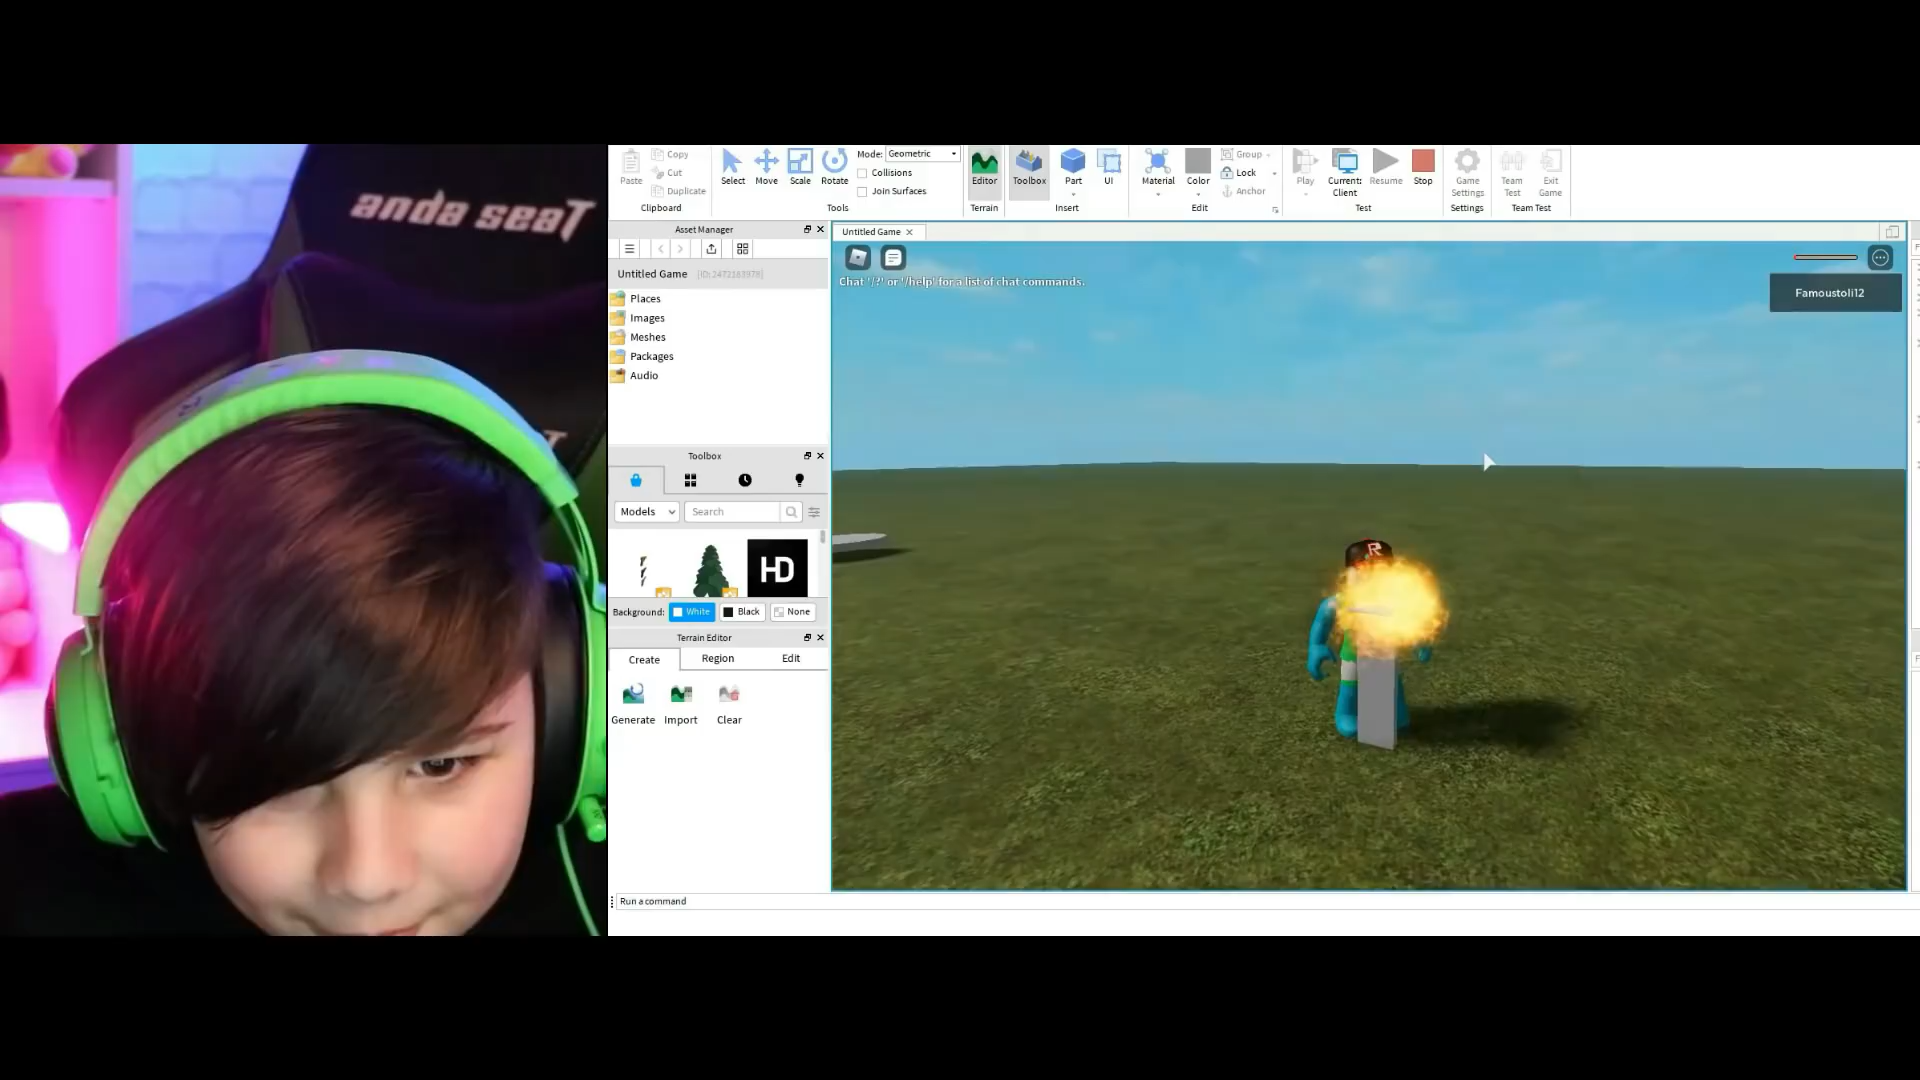 anda seaT
T
Paste
Copy
Cut
Duplicate
Clipboard
Select
Move
Scale
Rotate
Mode: Geometric
Collisions
Join Surfaces
Tools
Editor
Terrain
Toolbox
Part
UI
Insert
Material
Color
Group
Lock
Anchor
Edit
Play
Current: Client
Resume
Stop
Test
Game Settings
Settings
Team Test
Exit Game
Team Test
Asset Manager
Untitled Game [ID: 2472183978]
Places
Images
Meshes
Packages
Audio
Toolbox
Models
Search
HD
Background: White Black None
Terrain Editor
Create Region Edit
Generate Import Clear
Untitled Game
Chat '/?' or '/help' for a list of chat commands.
Famoustoli12
R
Run a command